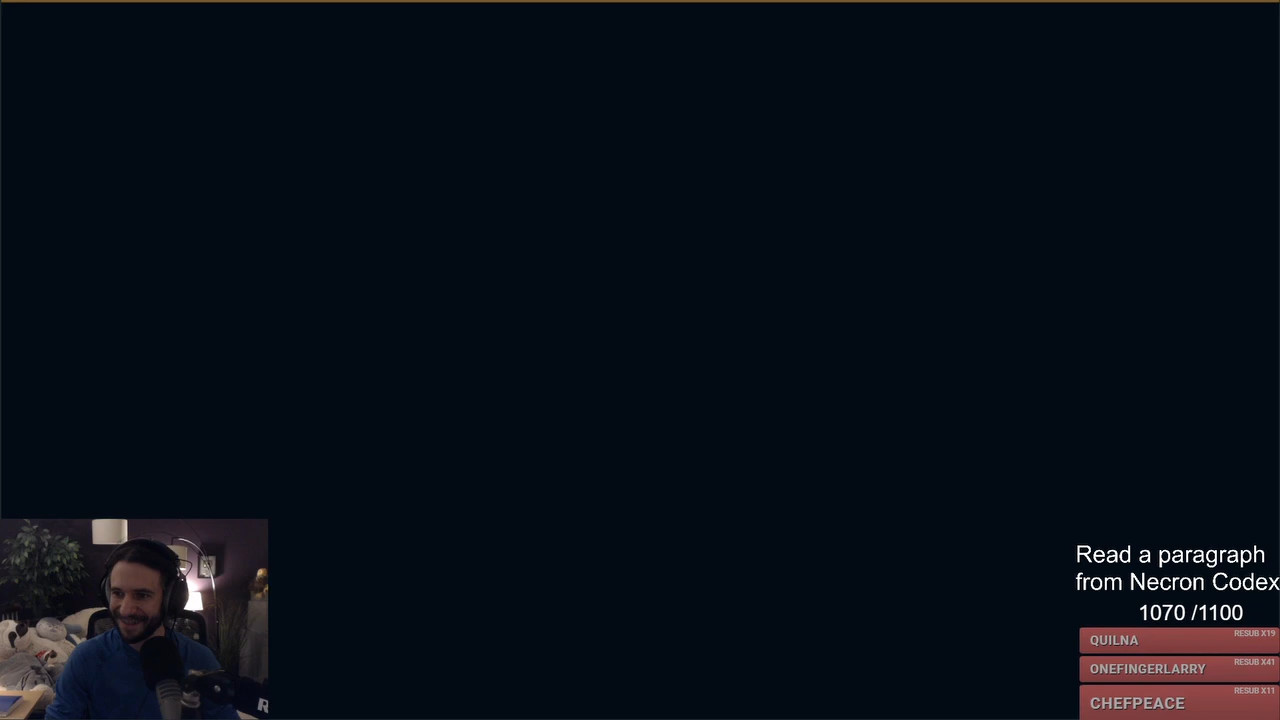 Read a paragraph
from Necron Codex
1070 /1100
QUILNA RESUB X19
ONEFINGERLARRY RESUB X41
CHEFPEACE RESUB X11
R